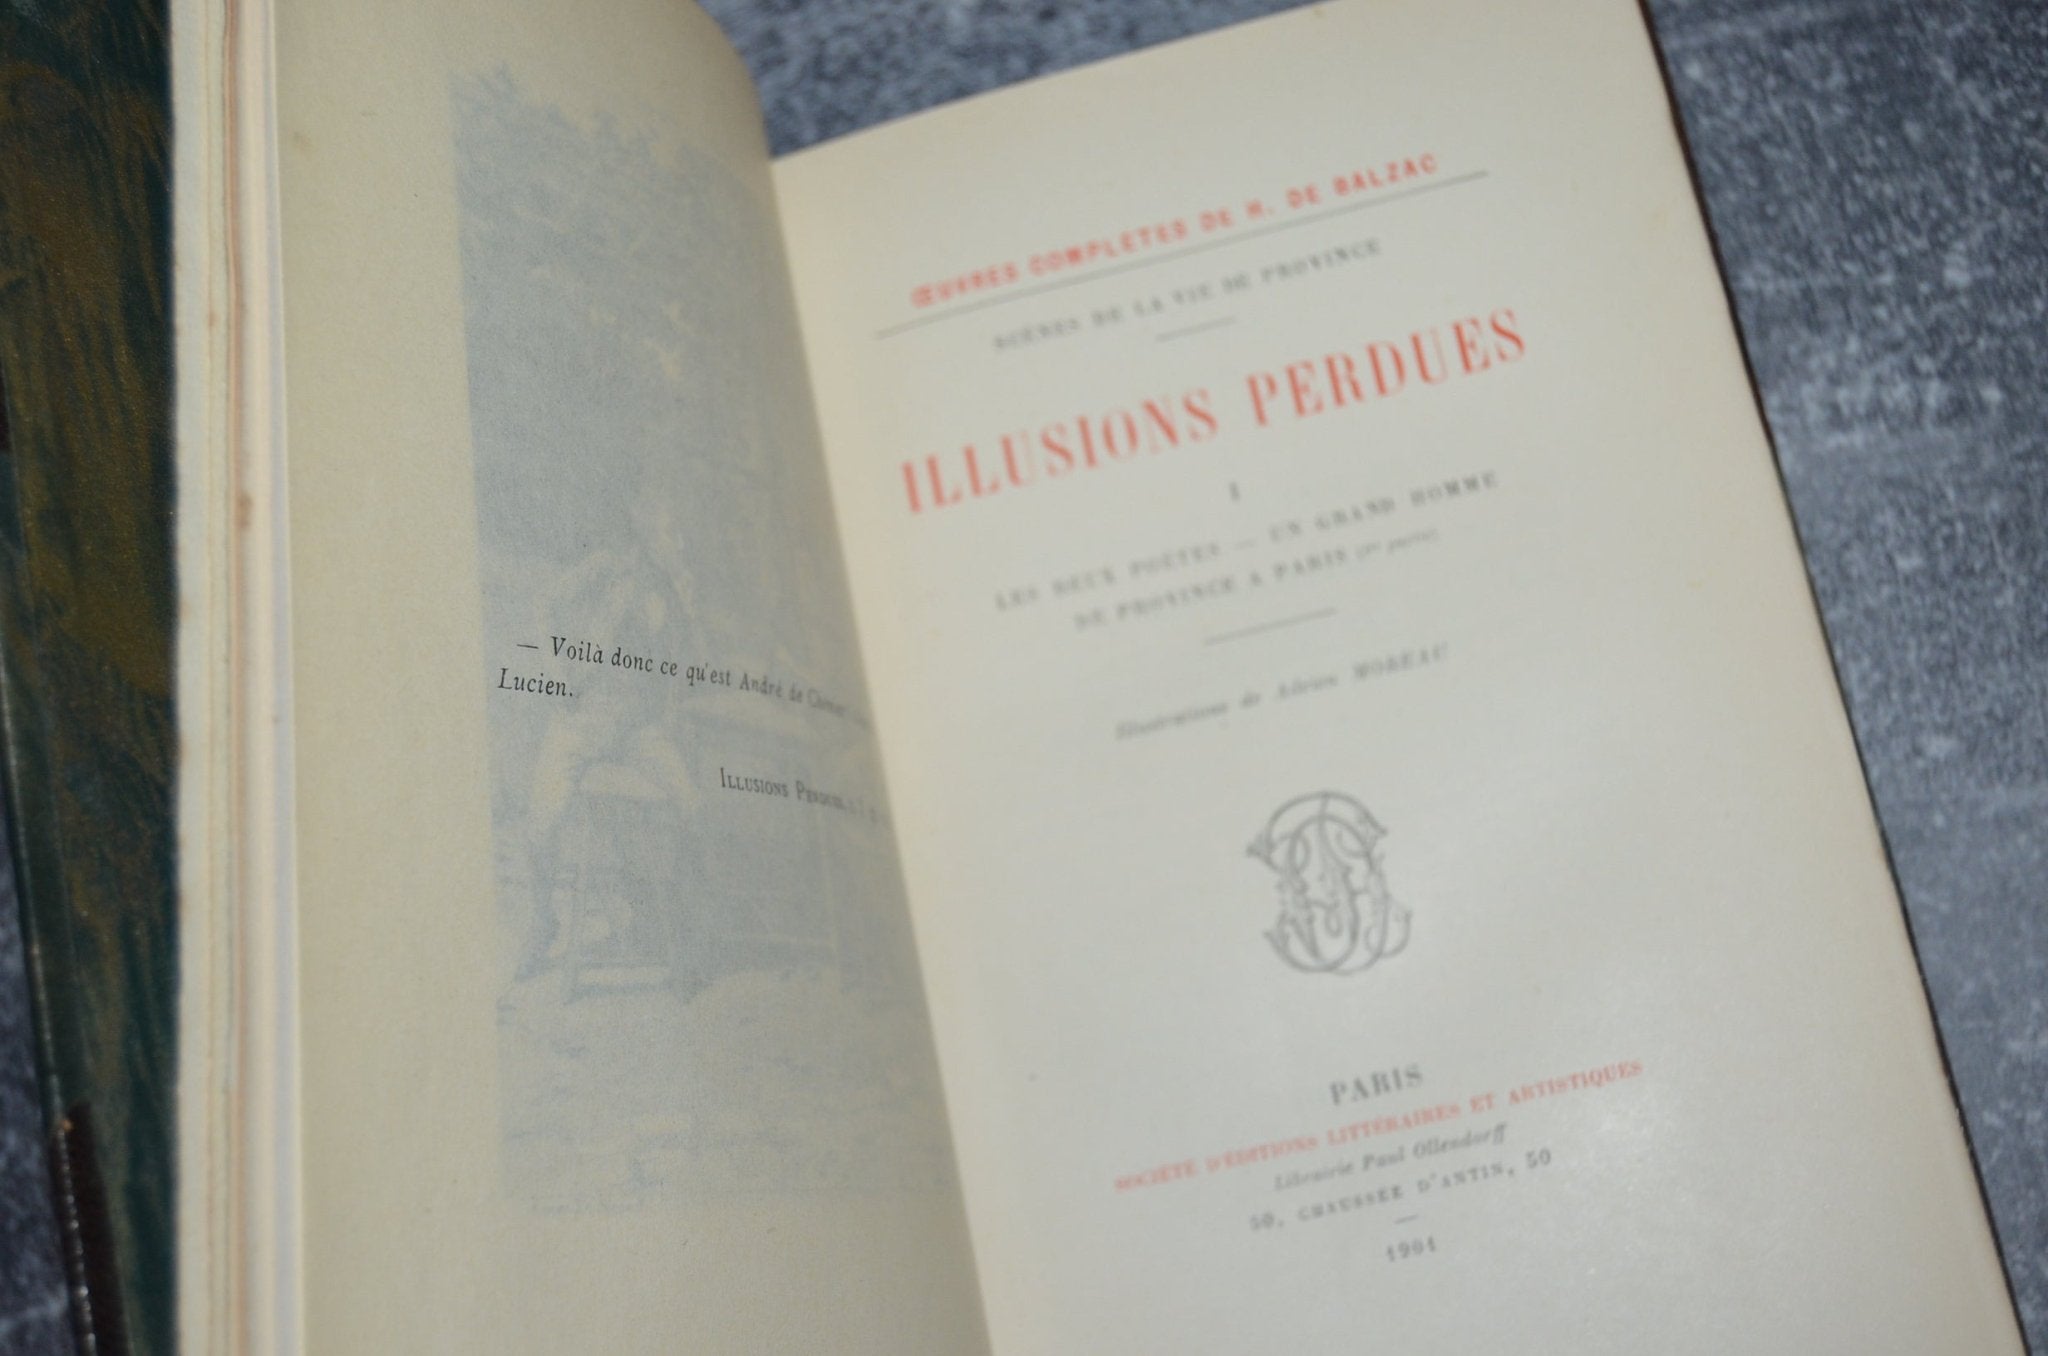 — Voilà donc ce qu'est André de
Lucien.
ILLUSIONS PERDUES
ŒUVRES COMPLÈTES DE H. DE BALZAC
SCÈNES DE LA VIE DE PROVINCE
ILLUSIONS PERDUES
I
LES DEUX POÈTES — UN GRAND HOMME
DE PROVINCE A PARIS (1re partie)
Illustrations de Adrien MOREAU
PARIS
SOCIÉTÉ D'ÉDITIONS LITTÉRAIRES ET ARTISTIQUES
Librairie Paul Ollendorff
50, CHAUSSÉE D'ANTIN, 50
1901